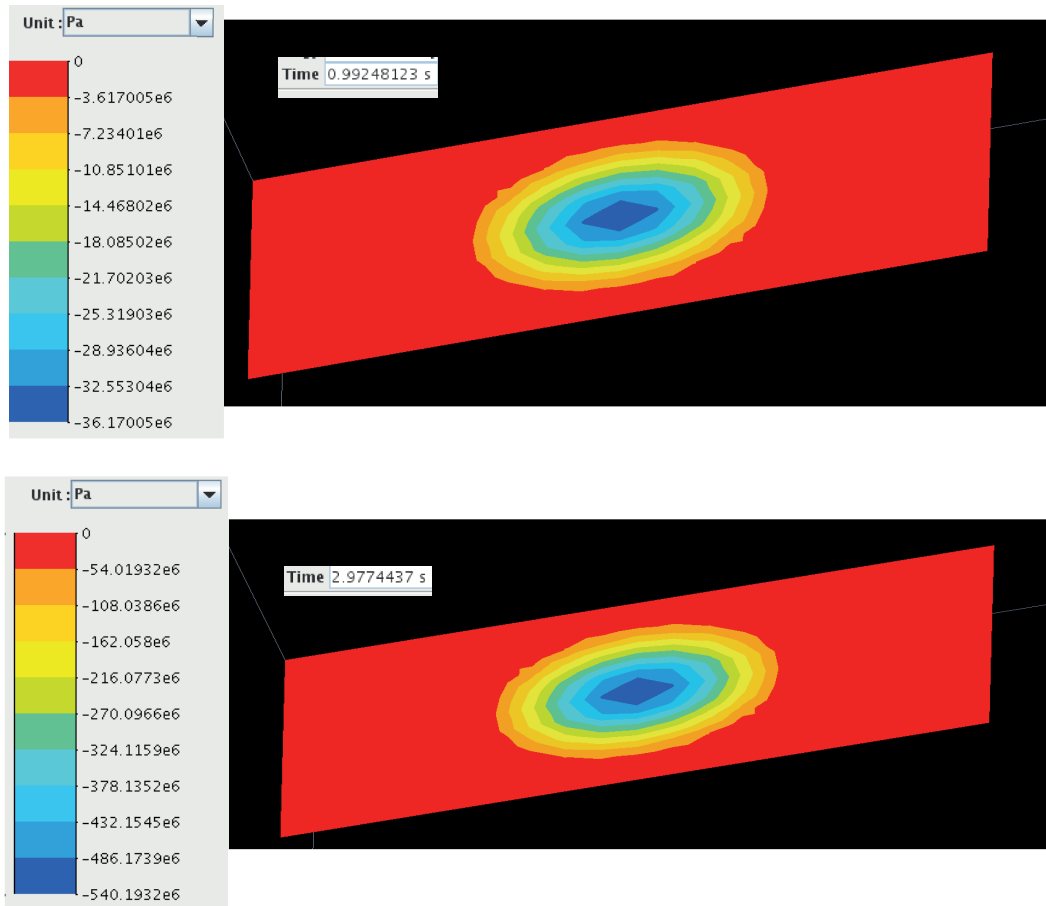 Unit : Pa
0
-3.617005e6
-7.23401e6
-10.85101e6
-14.46802e6
-18.08502e6
-21.70203e6
-25.31903e6
-28.93604e6
-32.55304e6
-36.17005e6
Time 0.99248123 s
Unit : Pa
0
-54.01932e6
-108.0386e6
-162.058e6
-216.0773e6
-270.0966e6
-324.1159e6
-378.1352e6
-432.1545e6
-486.1739e6
-540.1932e6
Time 2.9774437 s